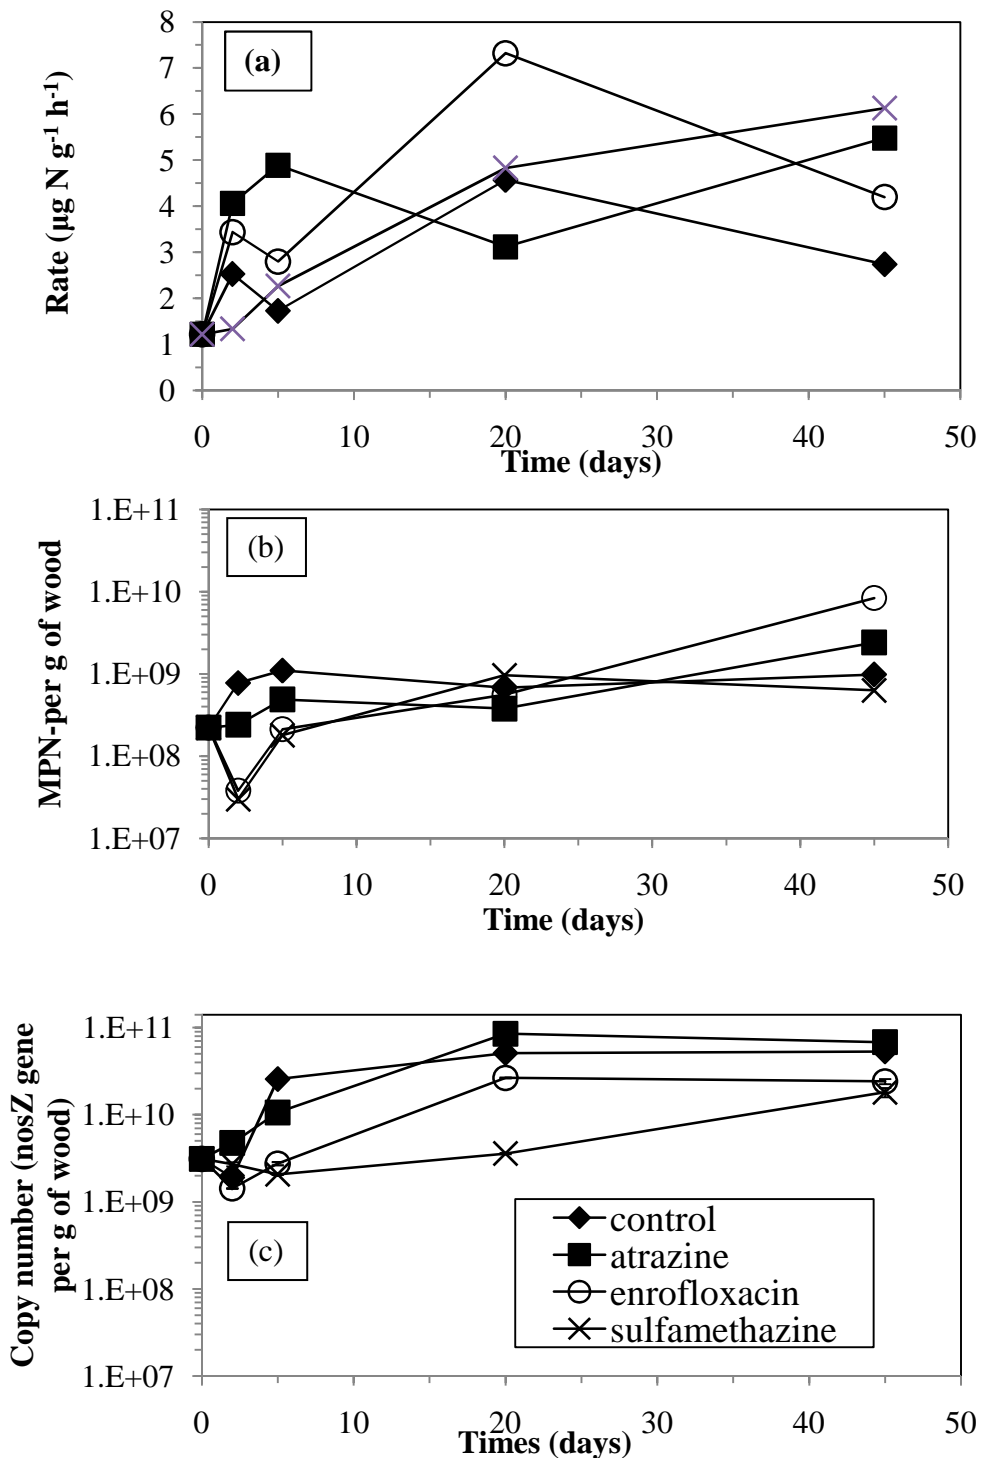 8
7
6
5
4
3
2
1
0
Rate (µg N g⁻¹ h⁻¹)
(a)
0 10 20 30 40 50
Time (days)
1.E+11
1.E+10
1.E+09
1.E+08
1.E+07
MPN-per g of wood
(b)
0 10 20 30 40 50
Time (days)
1.E+11
1.E+10
1.E+09
1.E+08
1.E+07
Copy number (nosZ gene
per g of wood)
(c)
control
atrazine
enrofloxacin
sulfamethazine
0 10 20 30 40 50
Times (days)